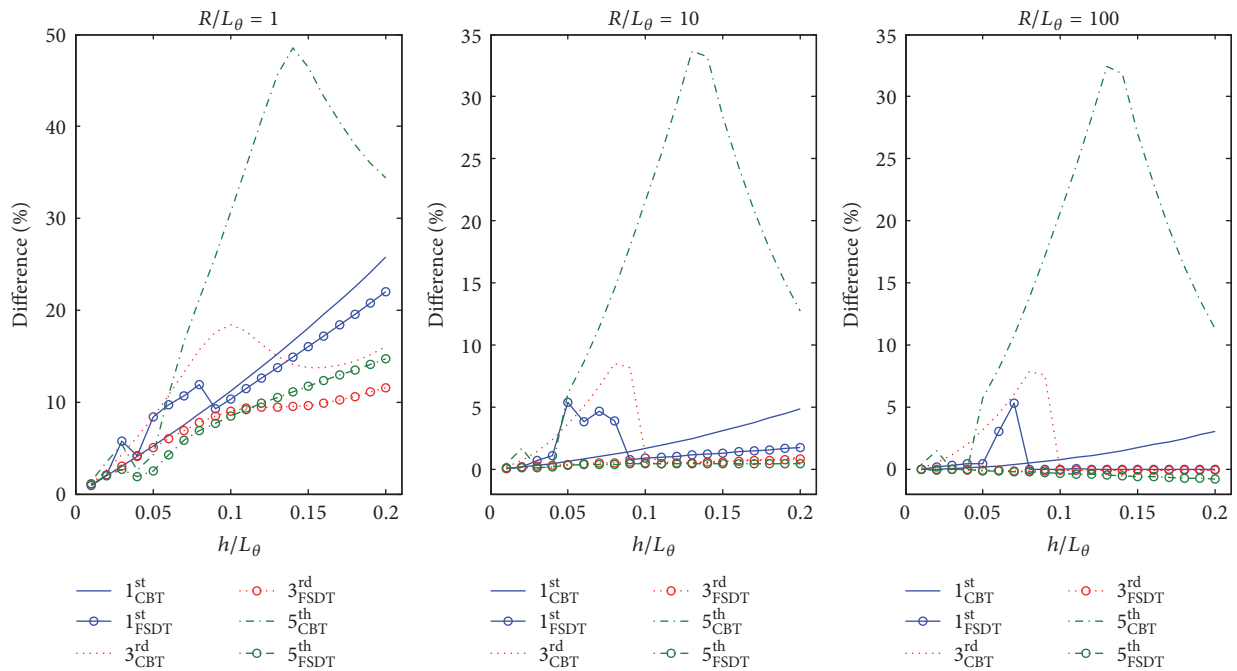 R/Lθ = 1
50
40
30
20
10
0
Difference (%)
0 0.05 0.1 0.15 0.2
h/Lθ
1st CBT
1st FSDT
3rd CBT
3rd FSDT
5th CBT
5th FSDT
R/Lθ = 10
35
30
25
20
15
10
5
0
Difference (%)
0 0.05 0.1 0.15 0.2
h/Lθ
1st CBT
1st FSDT
3rd CBT
3rd FSDT
5th CBT
5th FSDT
R/Lθ = 100
35
30
25
20
15
10
5
0
Difference (%)
0 0.05 0.1 0.15 0.2
h/Lθ
1st CBT
1st FSDT
3rd CBT
3rd FSDT
5th CBT
5th FSDT